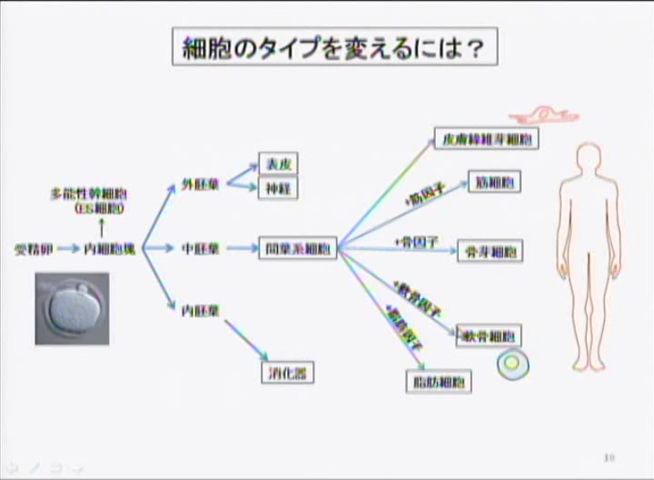 細胞のタイプを変えるには？
皮膚線維芽細胞
外胚葉
表皮
神経
多能性幹細胞
(ES細胞)
+筋因子
筋細胞
受精卵
内細胞塊
中胚葉
間葉系細胞
+骨因子
骨芽細胞
+軟骨因子
軟骨細胞
内胚葉
+脂肪因子
消化器
脂肪細胞
10